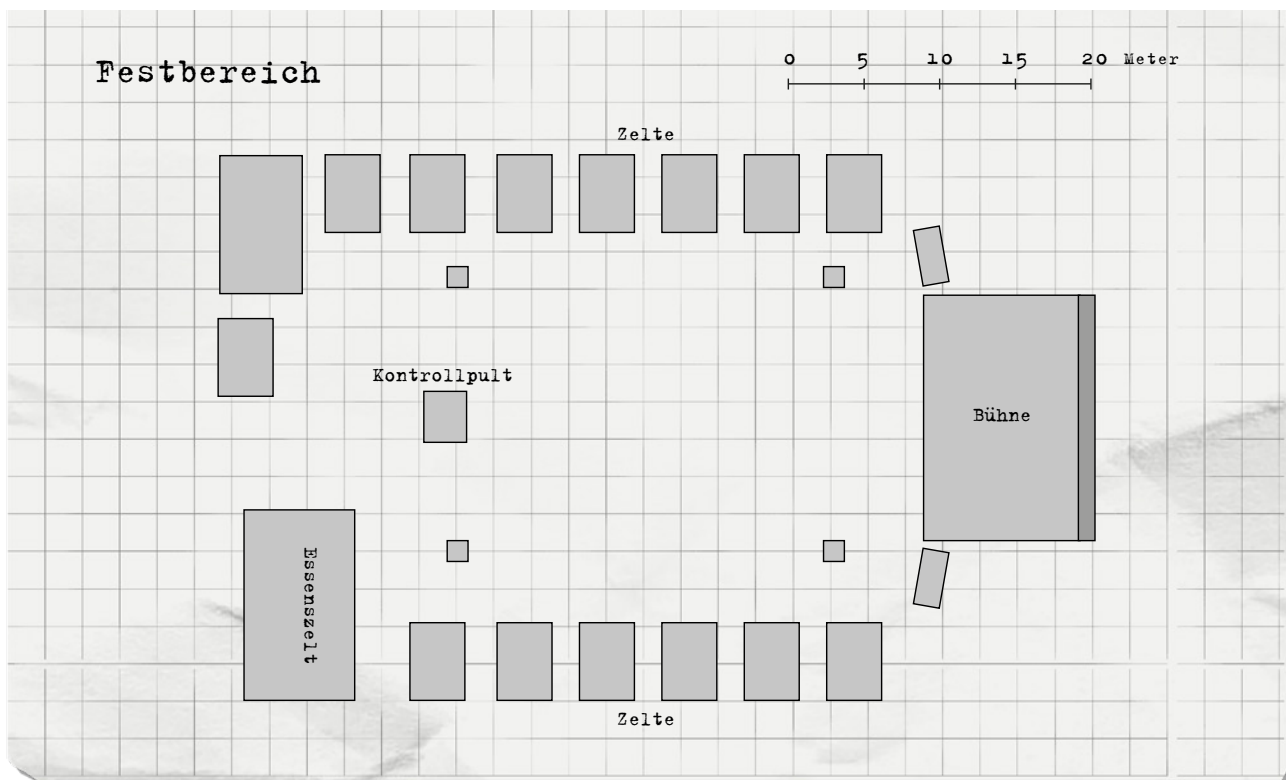 Festbereich
0 5 10 15 20 Meter
Zelte
Kontrollpult
Bühne
Essenszelt
Zelte